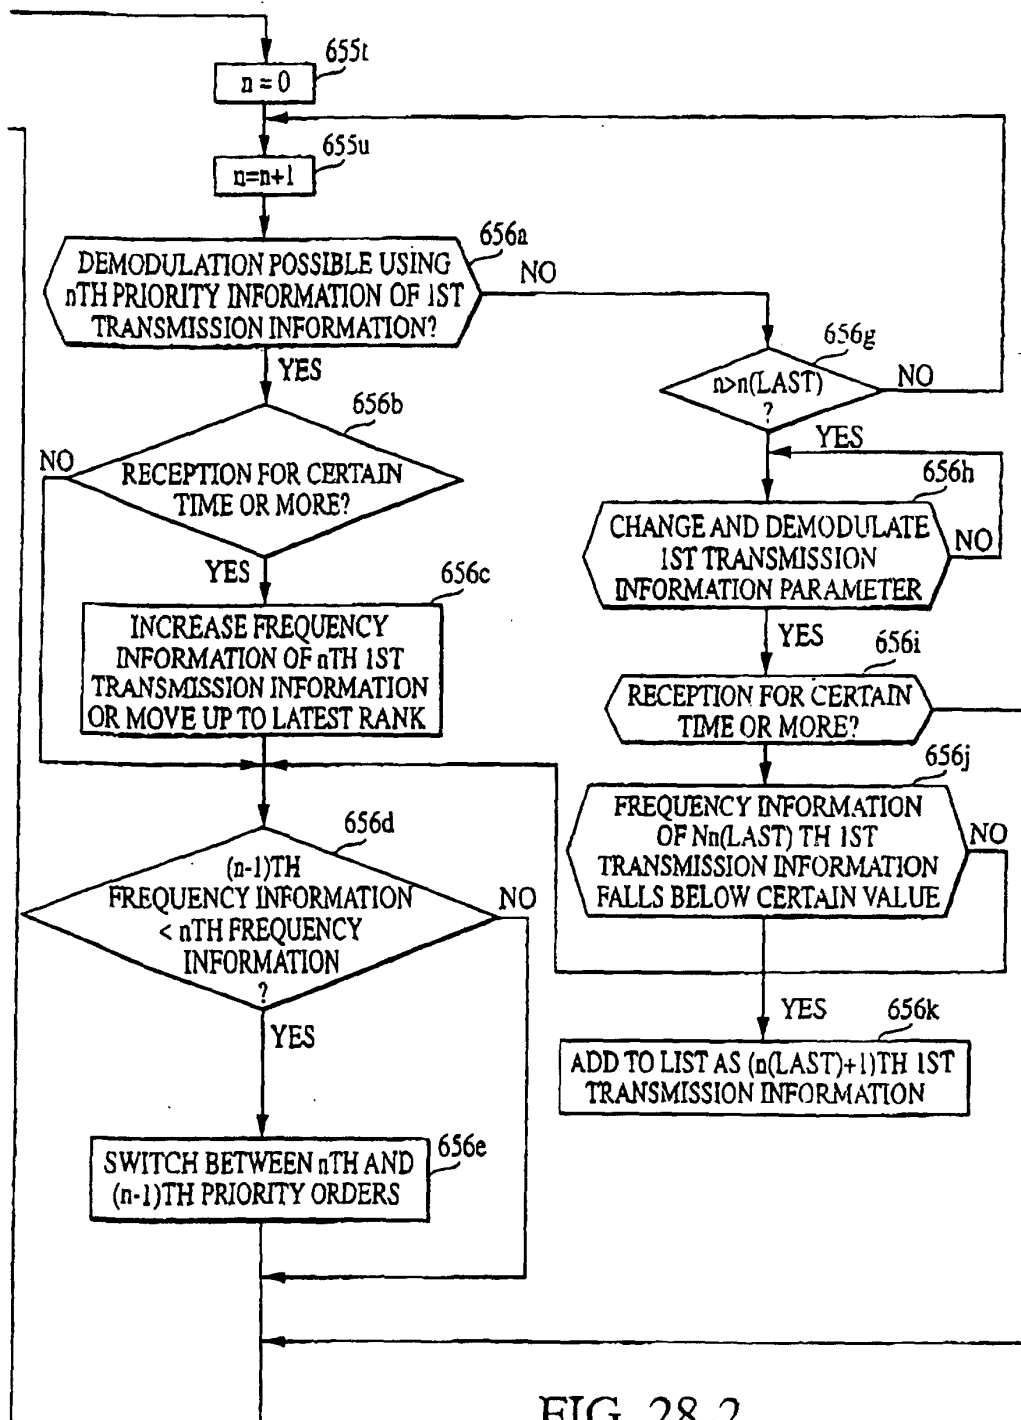 655t
n = 0
655u
n=n+1
656a
DEMODULATION POSSIBLE USING
nTH PRIORITY INFORMATION OF 1ST
TRANSMISSION INFORMATION?
NO
YES
656b
NO
RECEPTION FOR CERTAIN
TIME OR MORE?
YES
656c
INCREASE FREQUENCY
INFORMATION OF nTH 1ST
TRANSMISSION INFORMATION
OR MOVE UP TO LATEST RANK
656d
(n-1)TH
FREQUENCY INFORMATION
< nTH FREQUENCY
INFORMATION
?
NO
YES
656e
SWITCH BETWEEN nTH AND
(n-1)TH PRIORITY ORDERS
656g
n>n(LAST)
?
NO
YES
656h
CHANGE AND DEMODULATE
1ST TRANSMISSION
INFORMATION PARAMETER
NO
YES
656i
RECEPTION FOR CERTAIN
TIME OR MORE?
656j
FREQUENCY INFORMATION
OF Nn(LAST) TH 1ST
TRANSMISSION INFORMATION
FALLS BELOW CERTAIN VALUE
NO
YES
656k
ADD TO LIST AS (n(LAST)+1)TH 1ST
TRANSMISSION INFORMATION
FIG. 28.2